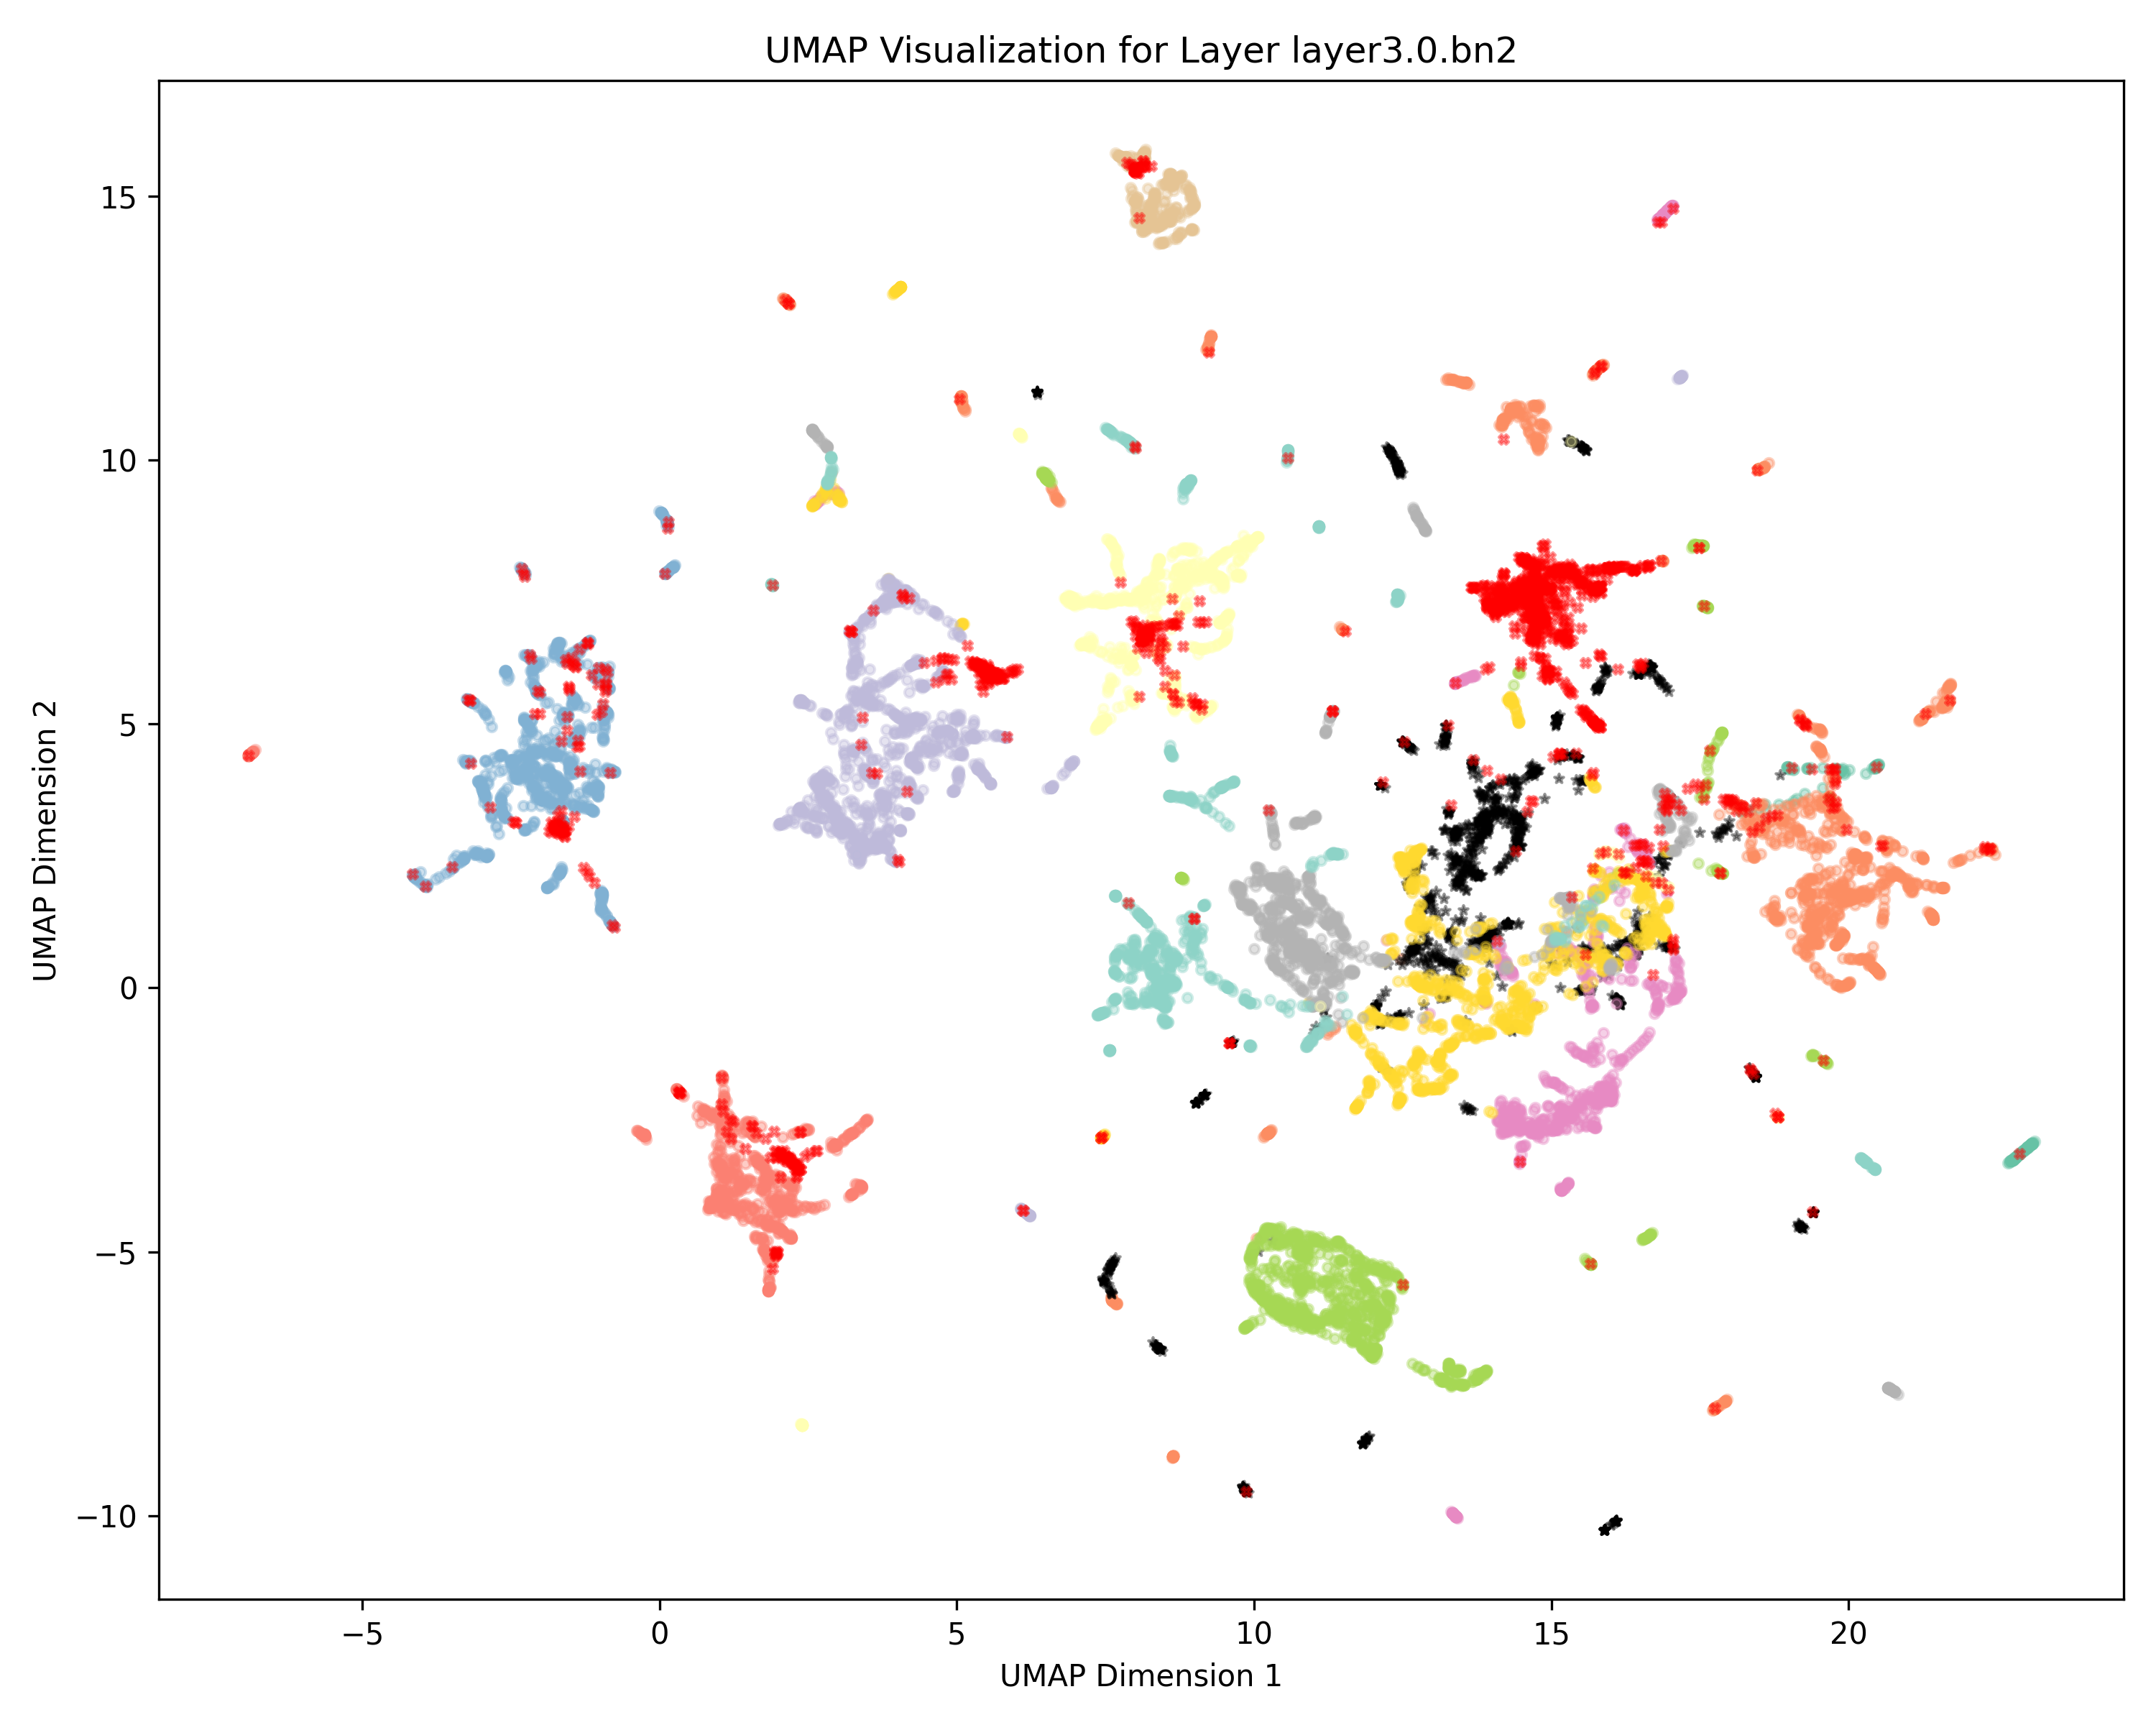 UMAP Visualization for Layer layer3.0.bn2
UMAP Dimension 2
15
10
5
0
−5
−10
−5 0 5 10 15 20
UMAP Dimension 1